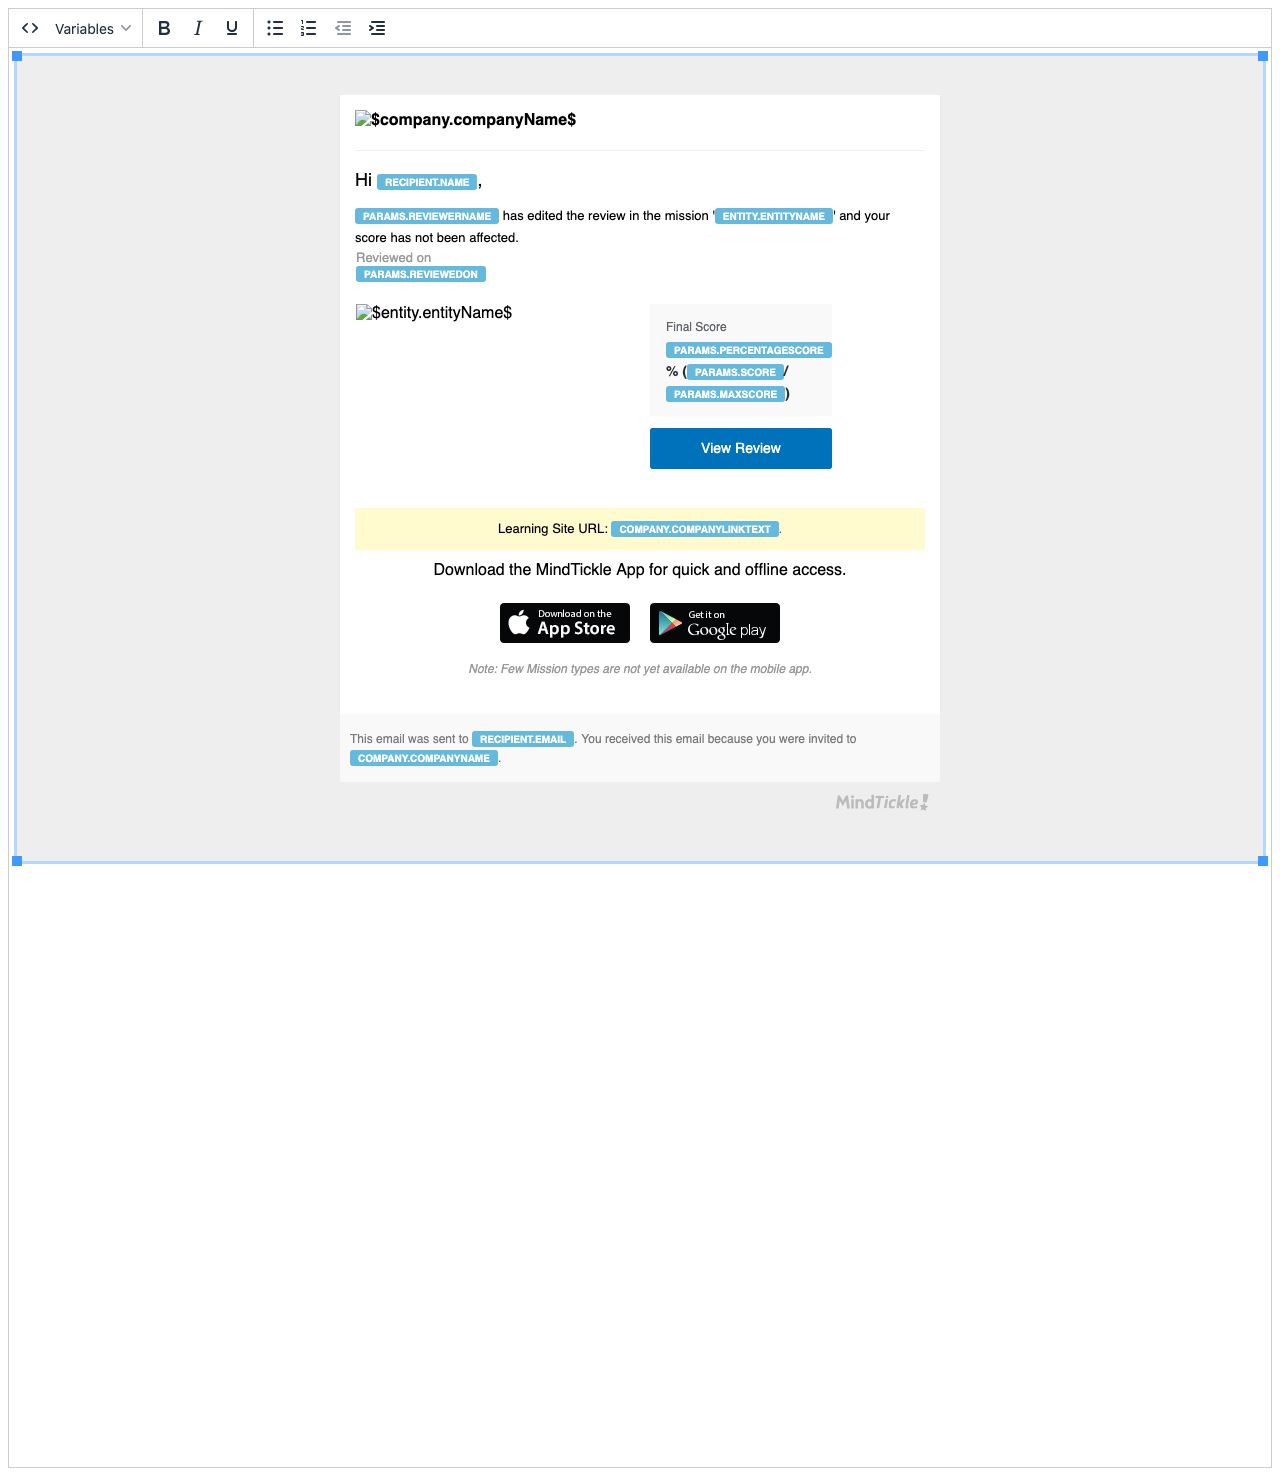 Variables B I U
$company.companyName$
Hi RECIPIENT.NAME,
PARAMS.REVIEWERNAME has edited the review in the mission 'ENTITY.ENTITYNAME' and your
score has not been affected.
Reviewed on
PARAMS.REVIEWEDON
$entity.entityName$
Final Score
PARAMS.PERCENTAGESCORE
% (PARAMS.SCORE/
PARAMS.MAXSCORE)
View Review
Learning Site URL: COMPANY.COMPANYLINKTEXT.
Download the MindTickle App for quick and offline access.
Download on the
App Store
Get it on
Google play
Note: Few Mission types are not yet available on the mobile app.
This email was sent to RECIPIENT.EMAIL. You received this email because you were invited to
COMPANY.COMPANYNAME.
MindTickle!